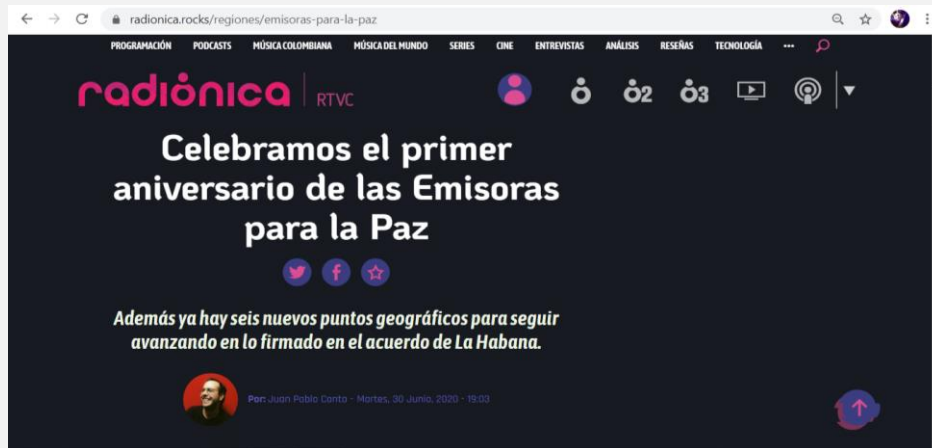 radionica.rocks/regiones/emisoras-para-la-paz
PROGRAMACIÓN PODCASTS MÚSICA COLOMBIANA MÚSICA DEL MUNDO SERIES CINE ENTREVISTAS ANÁLISIS RESEÑAS TECNOLOGÍA ...
radiónica RTVC ö ö2 ö3
Celebramos el primer
aniversario de las Emisoras
para la Paz
Además ya hay seis nuevos puntos geográficos para seguir
avanzando en lo firmado en el acuerdo de La Habana.
Por: Juan Pablo Conto - Martes, 30 Junio, 2020 - 19:03